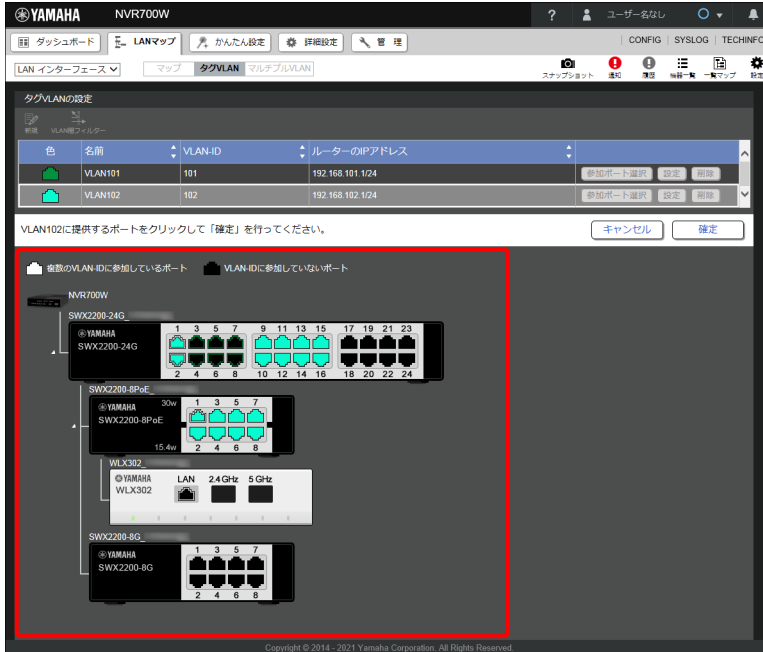 YAMAHA NVR700W ? ユーザー名なし
ダッシュボード LANマップ かんたん設定 詳細設定 管 理 CONFIG SYSLOG TECHINFO
LAN インターフェース マップ タグVLAN マルチプルVLAN スナップショット 通知 履歴 機器一覧 一覧マップ 設定
タグVLANの設定
新規 VLAN間フィルター
色 名前 VLAN-ID ルーターのIPアドレス
VLAN101 101 192.168.101.1/24 参加ポート選択 設定 削除
VLAN102 102 192.168.102.1/24 参加ポート選択 設定 削除
VLAN102に提供するポートをクリックして「確定」を行ってください。 キャンセル 確定
複数のVLAN-IDに参加しているポート VLAN-IDに参加していないポート
NVR700W
SWX2200-24G_
YAMAHA
SWX2200-24G
1 3 5 7 9 11 13 15 17 19 21 23
2 4 6 8 10 12 14 16 18 20 22 24
SWX2200-8PoE_
YAMAHA 30w 1 3 5 7
SWX2200-8PoE
15.4w 2 4 6 8
WLX302_
YAMAHA LAN 2.4 GHz 5 GHz
WLX302
SWX2200-8G_
YAMAHA 1 3 5 7
SWX2200-8G
2 4 6 8
Copyright © 2014 - 2021 Yamaha Corporation. All Rights Reserved.